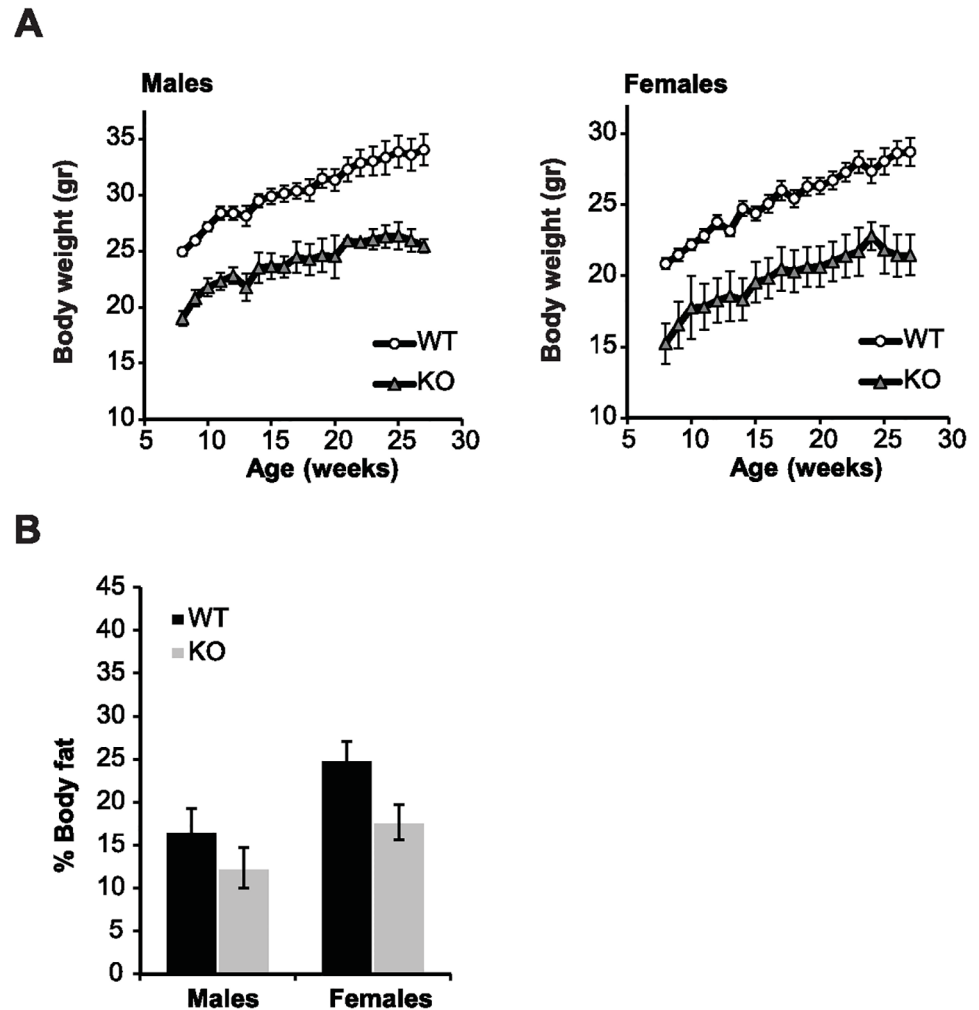 A
Males
Body weight (gr)
35
30
25
20
15
10
WT
KO
5 10 15 20 25 30
Age (weeks)
Females
Body weight (gr)
30
25
20
15
10
WT
KO
5 10 15 20 25 30
Age (weeks)
B
% Body fat
45
40
35
30
25
20
15
10
5
0
WT
KO
Males Females